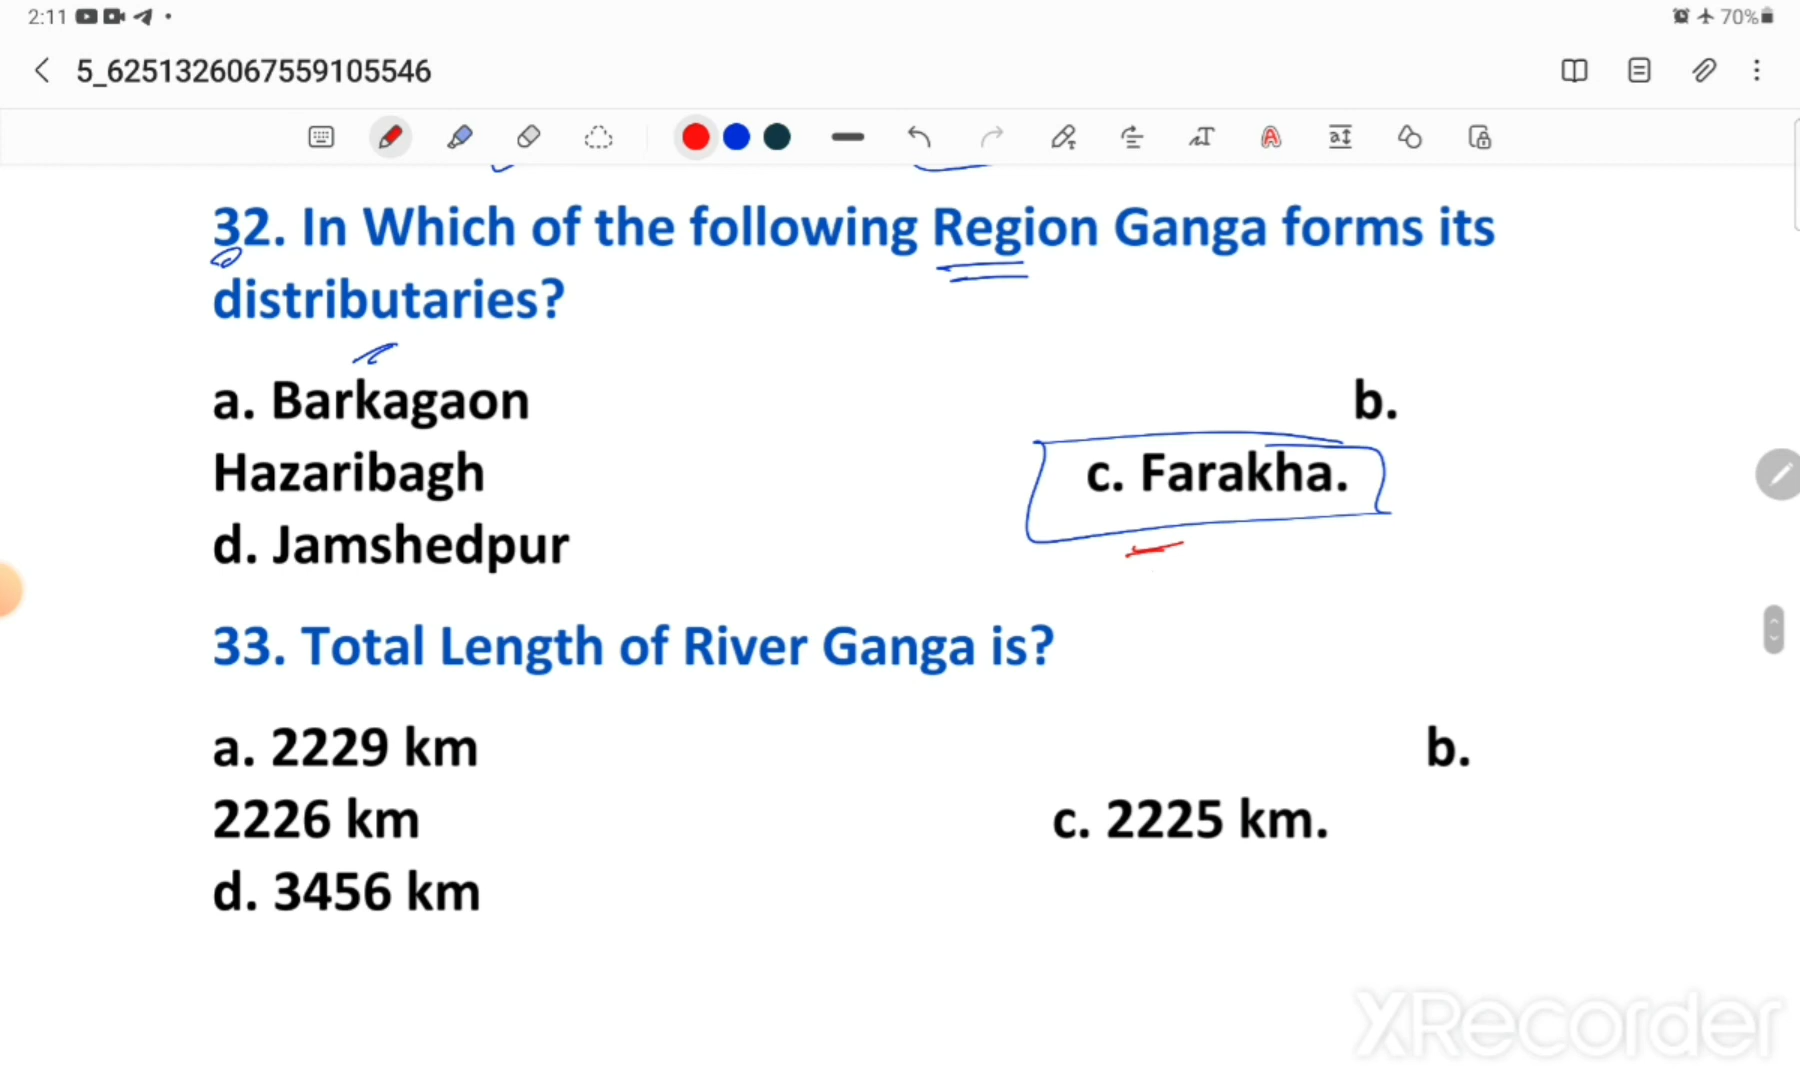 2:11
70%
5_6251326067559105546
32. In Which of the following Region Ganga forms its
distributaries?
a. Barkagaon b.
Hazaribagh c. Farakha.
d. Jamshedpur
33. Total Length of River Ganga is?
a. 2229 km b.
2226 km c. 2225 km.
d. 3456 km
XRecorder